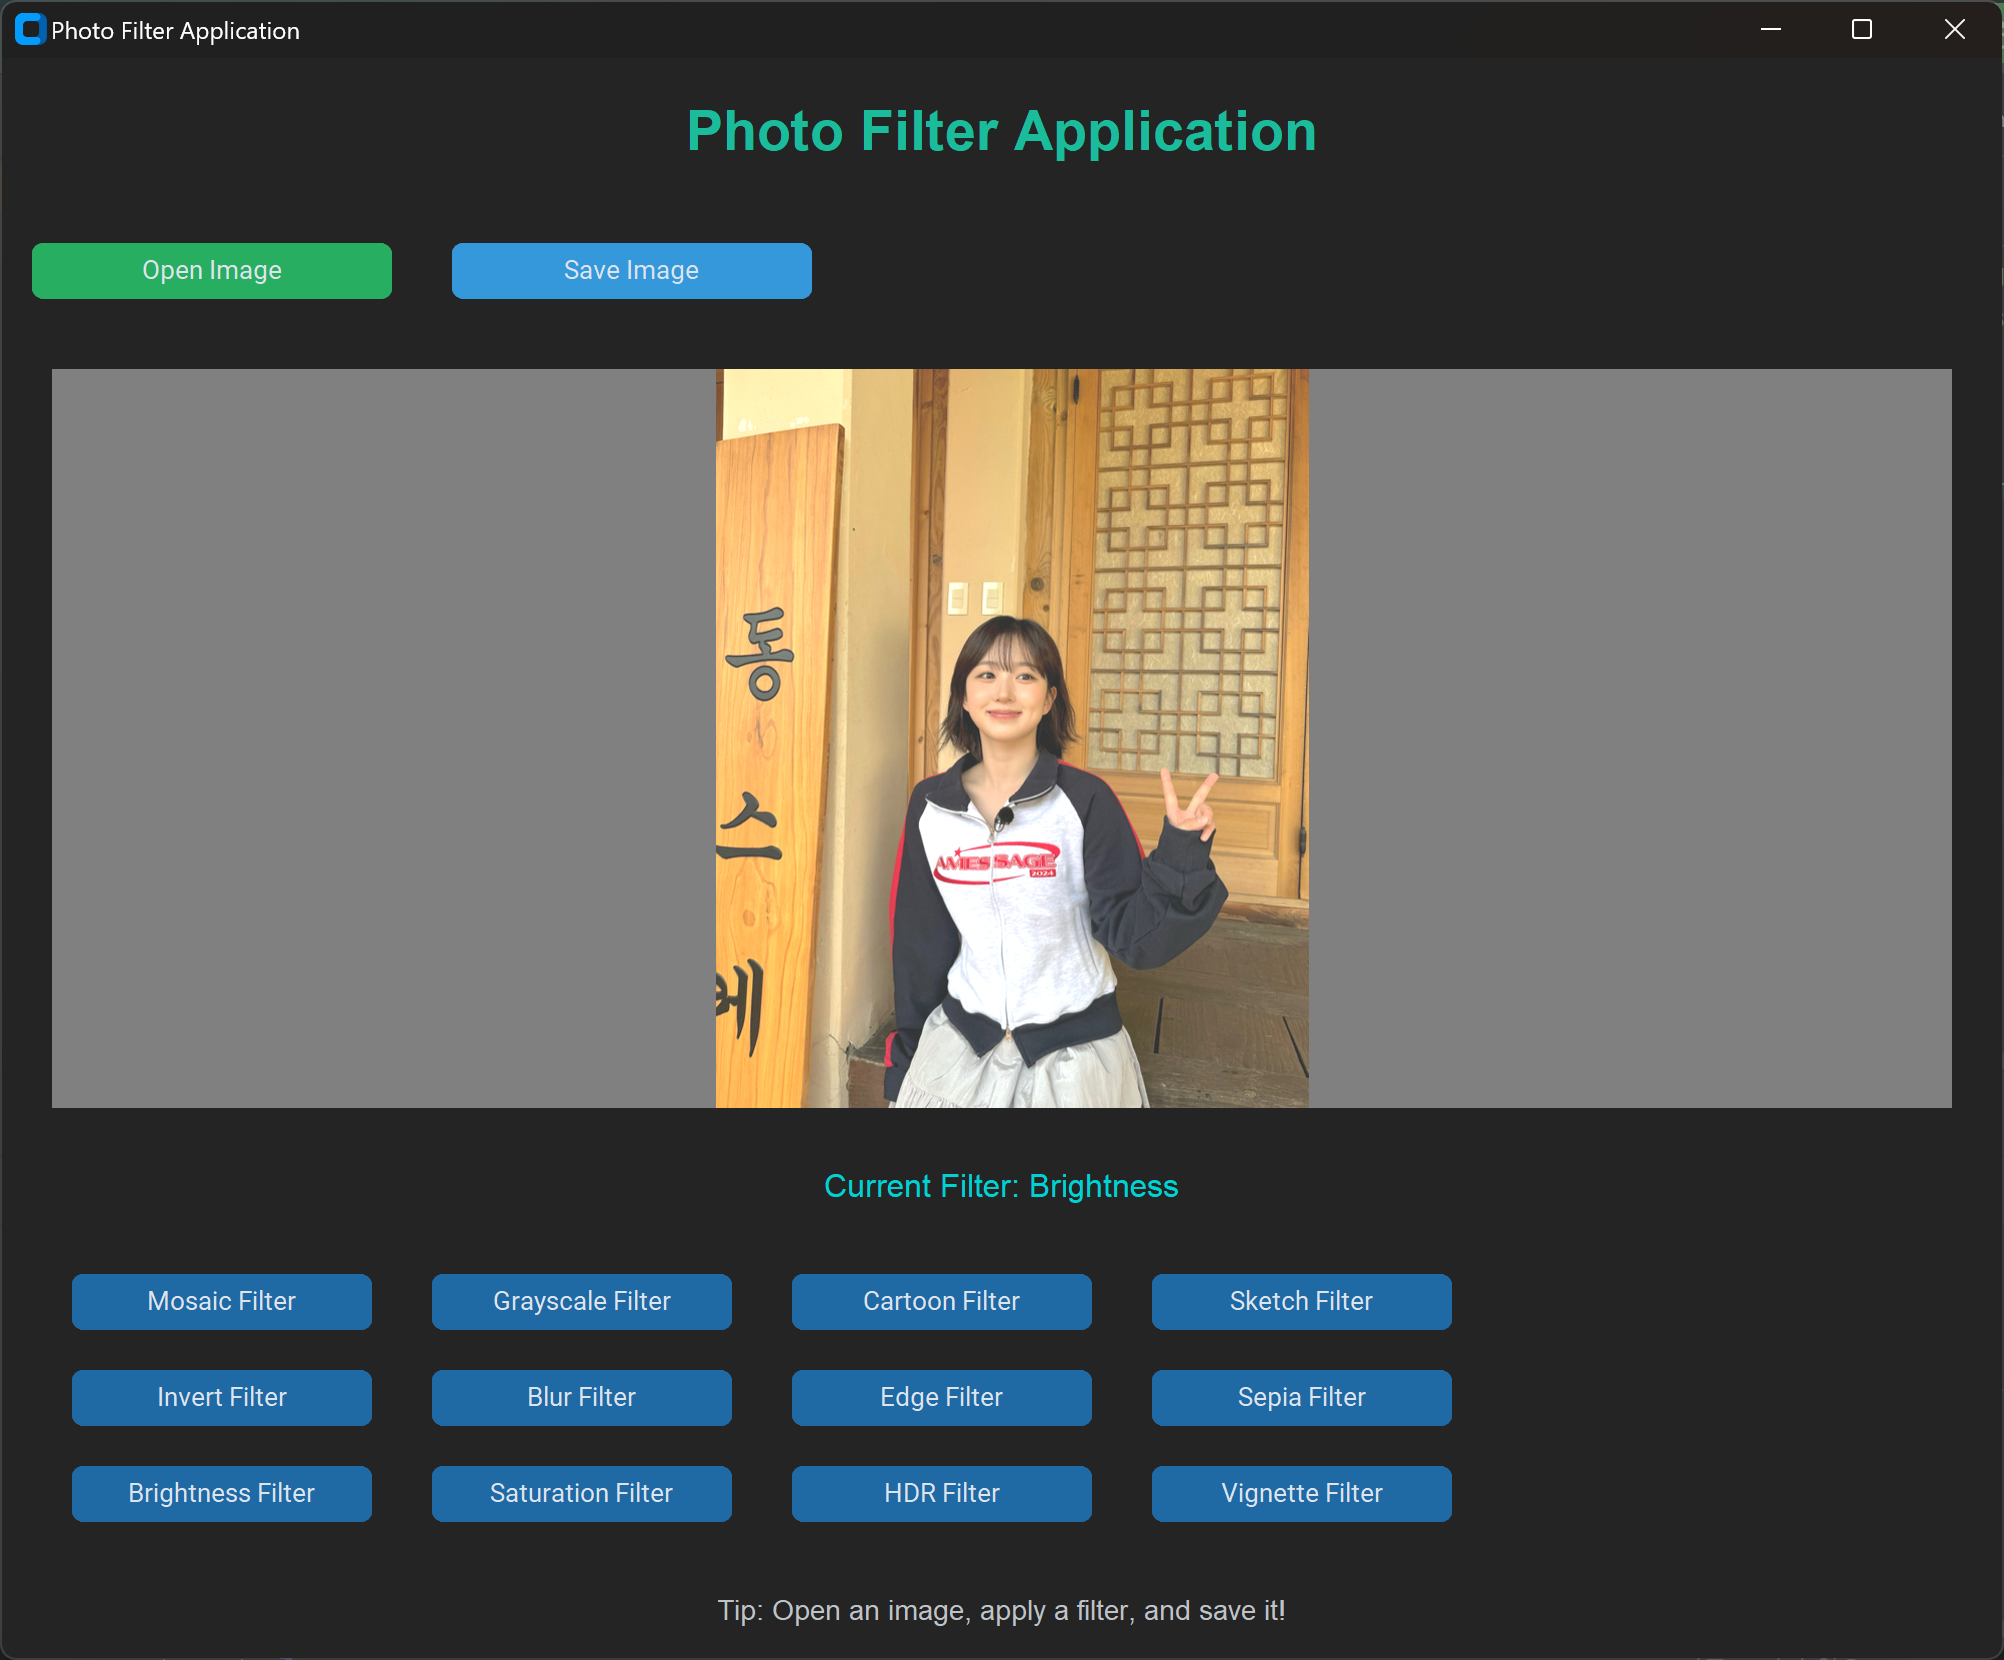 Photo Filter Application
Photo Filter Application
Open Image
Save Image
동
스
베
AMES SAGE
2024
Current Filter: Brightness
Mosaic Filter
Grayscale Filter
Cartoon Filter
Sketch Filter
Invert Filter
Blur Filter
Edge Filter
Sepia Filter
Brightness Filter
Saturation Filter
HDR Filter
Vignette Filter
Tip: Open an image, apply a filter, and save it!